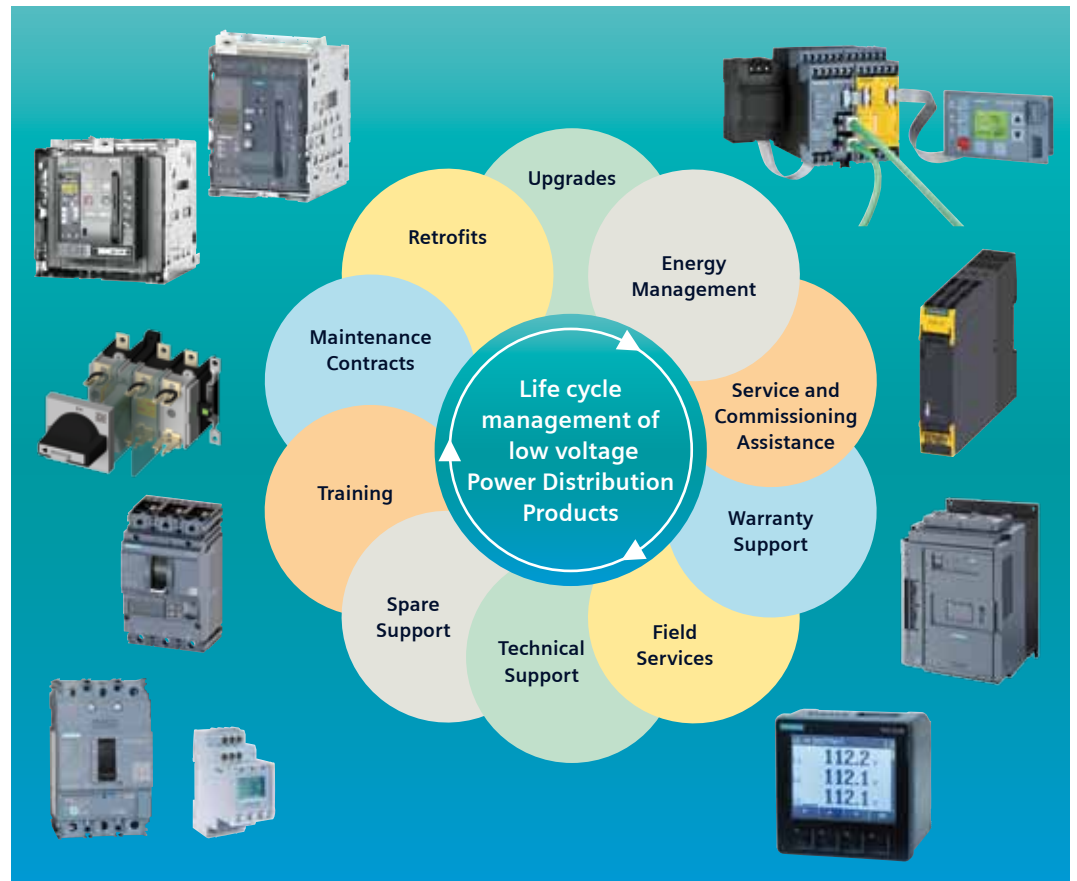 Upgrades
Energy
Management
Service and
Commissioning
Assistance
Warranty
Support
Field
Services
Technical
Support
Spare
Support
Training
Maintenance
Contracts
Retrofits
Life cycle
management of
low voltage
Power Distribution
Products
SIEMENS
112.2
112.1
112.1